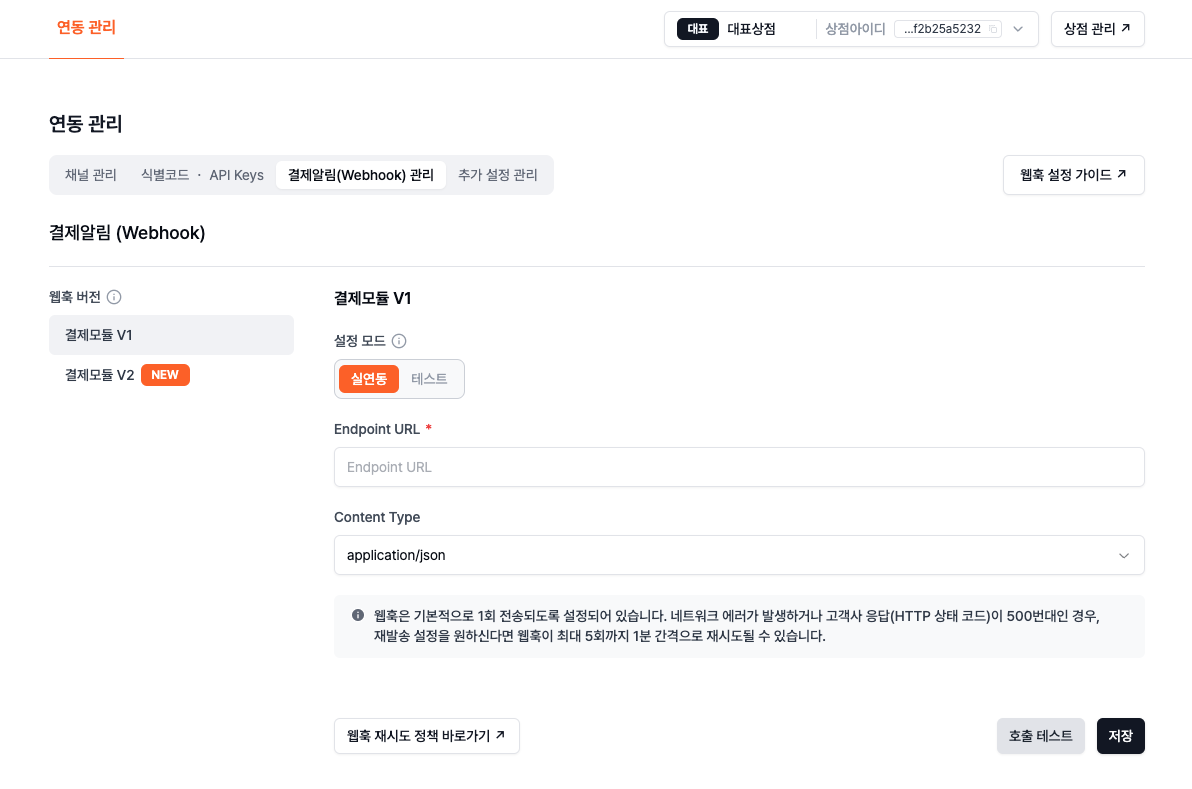 연동 관리
대표 대표상점 상점아이디 ...f2b25a5232
상점 관리 ↗
연동 관리
채널 관리 식별코드 · API Keys 결제알림(Webhook) 관리 추가 설정 관리
웹훅 설정 가이드 ↗
결제알림 (Webhook)
웹훅 버전
결제모듈 V1
결제모듈 V2 NEW
결제모듈 V1
설정 모드
실연동 테스트
Endpoint URL *
Endpoint URL
Content Type
application/json
웹훅은 기본적으로 1회 전송되도록 설정되어 있습니다. 네트워크 에러가 발생하거나 고객사 응답(HTTP 상태 코드)이 500번대인 경우,
재발송 설정을 원하신다면 웹훅이 최대 5회까지 1분 간격으로 재시도될 수 있습니다.
웹훅 재시도 정책 바로가기 ↗
호출 테스트
저장